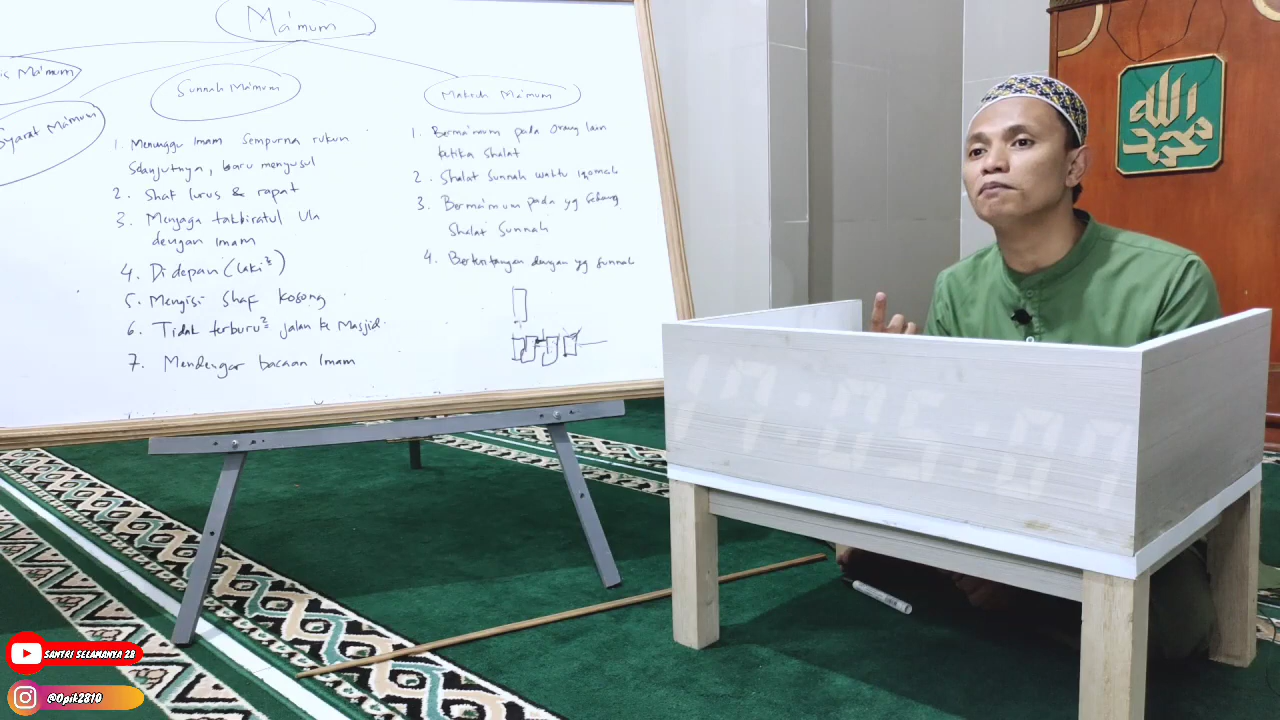 Ma'mum
is Ma'mum
Syarat Ma'mum
Sunnah Ma'mum
1. Menunggu Imam Sempurna rukun
Selanjutnya, baru menyusul
2. Shaf lurus & rapat
3. Menjaga takbiratul Ula
dengan Imam
4. Di depan (laki²)
5. Mengisi Shaf kosong
6. Tidak terburu² jalan ke Masjid
7. Mendengar bacaan Imam
Makruh Ma'mum
1. Berma'mum pada orang lain
ketika shalat
2. Shalat Sunnah waktu Iqomah
3. Berma'mum pada yg sedang
Shalat Sunnah
4. Bertentangan dengan yg sunnah
الله
محمد
SANTRI SELAMANYA 28
@Opik2810